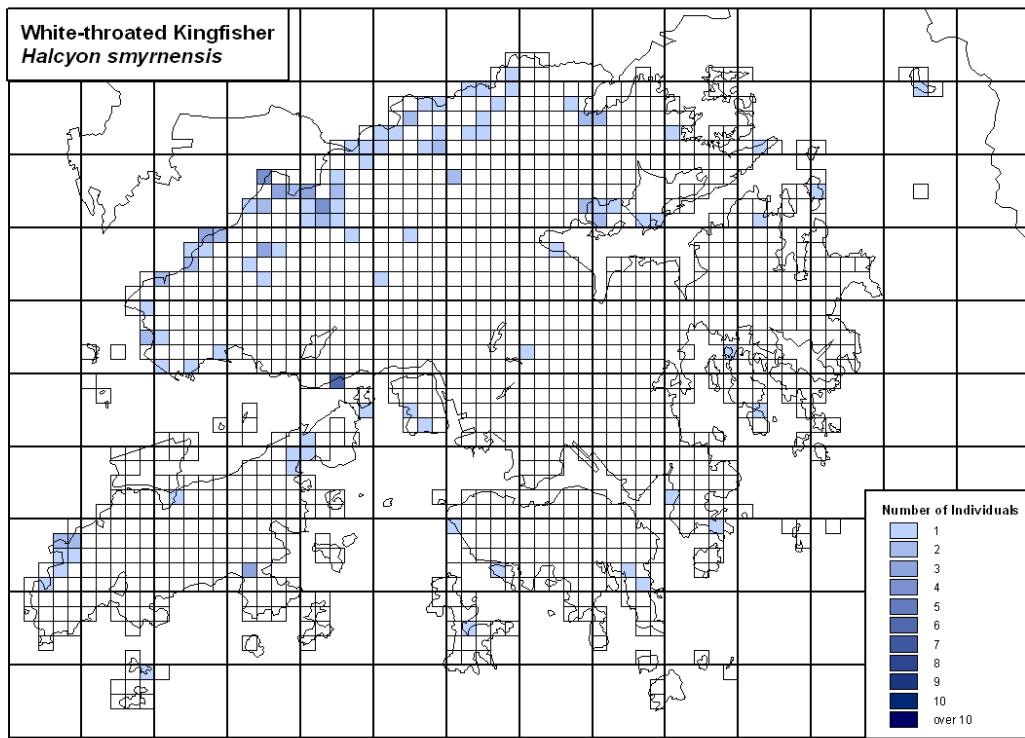 White-throated Kingfisher
Halcyon smyrnensis
Number of Individuals
1
2
3
4
5
6
7
8
9
10
over 10